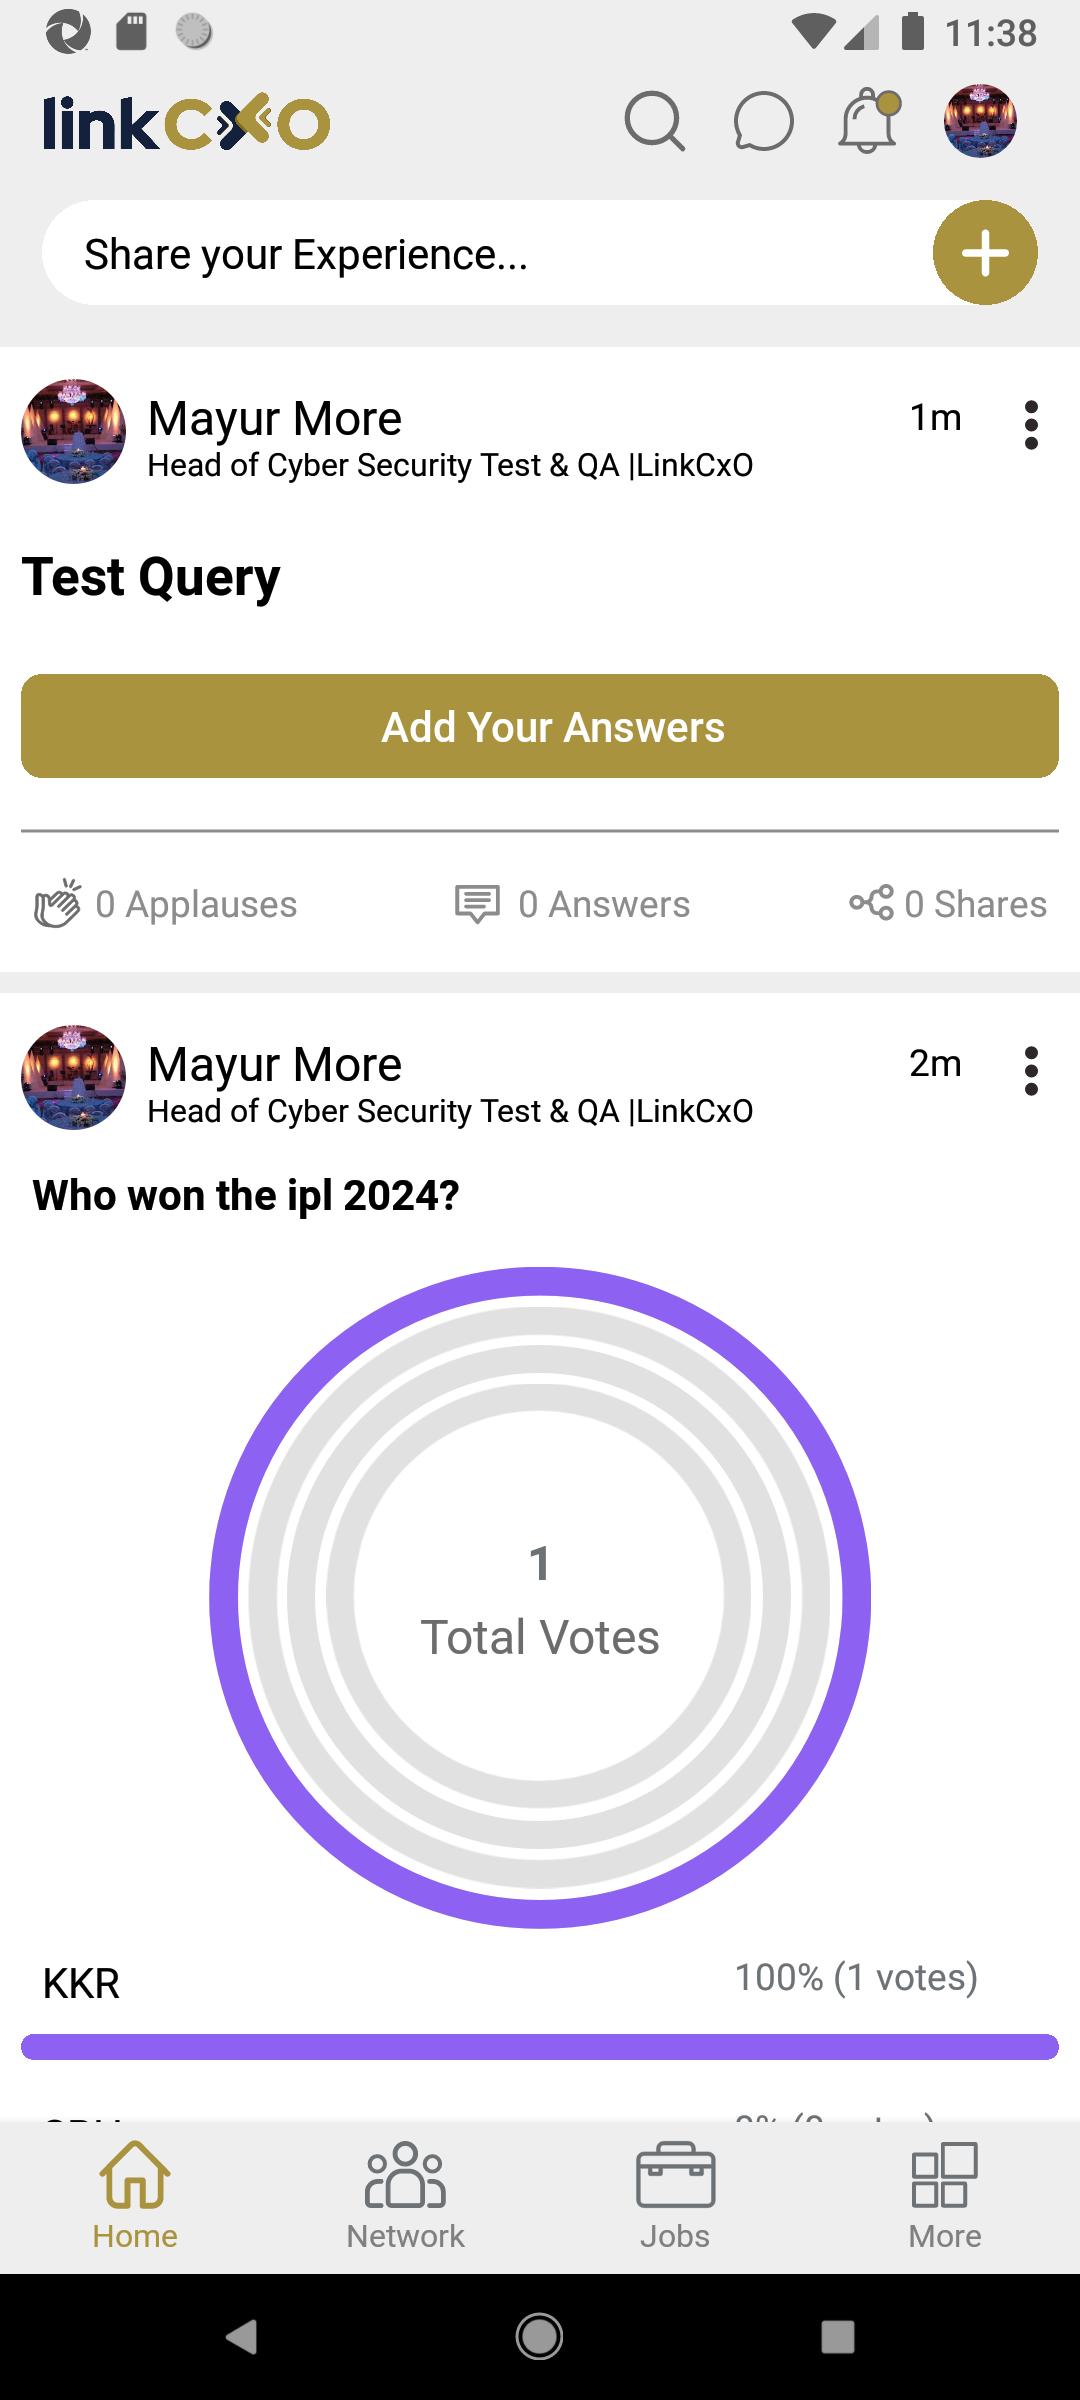 11:38
linkCXO
Share your Experience...
Mayur More
1m
Head of Cyber Security Test & QA |LinkCxO
Test Query
Add Your Answers
0 Applauses
0 Answers
0 Shares
Mayur More
2m
Head of Cyber Security Test & QA |LinkCxO
Who won the ipl 2024?
1
Total Votes
KKR
100% (1 votes)
Home
Network
Jobs
More